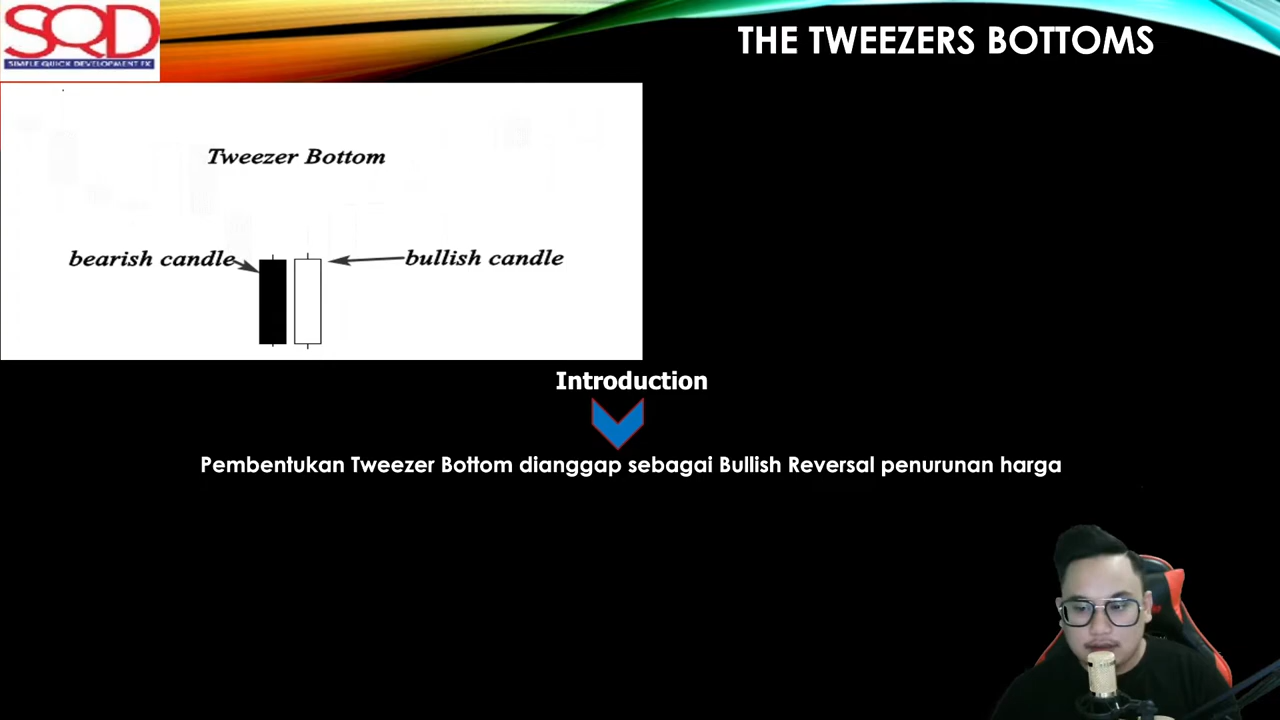 SQD
SIMPLE QUICK DEVELOPMENT FX
THE TWEEZERS BOTTOMS
Tweezer Bottom
bearish candle
bullish candle
Introduction
Pembentukan Tweezer Bottom dianggap sebagai Bullish Reversal penurunan harga